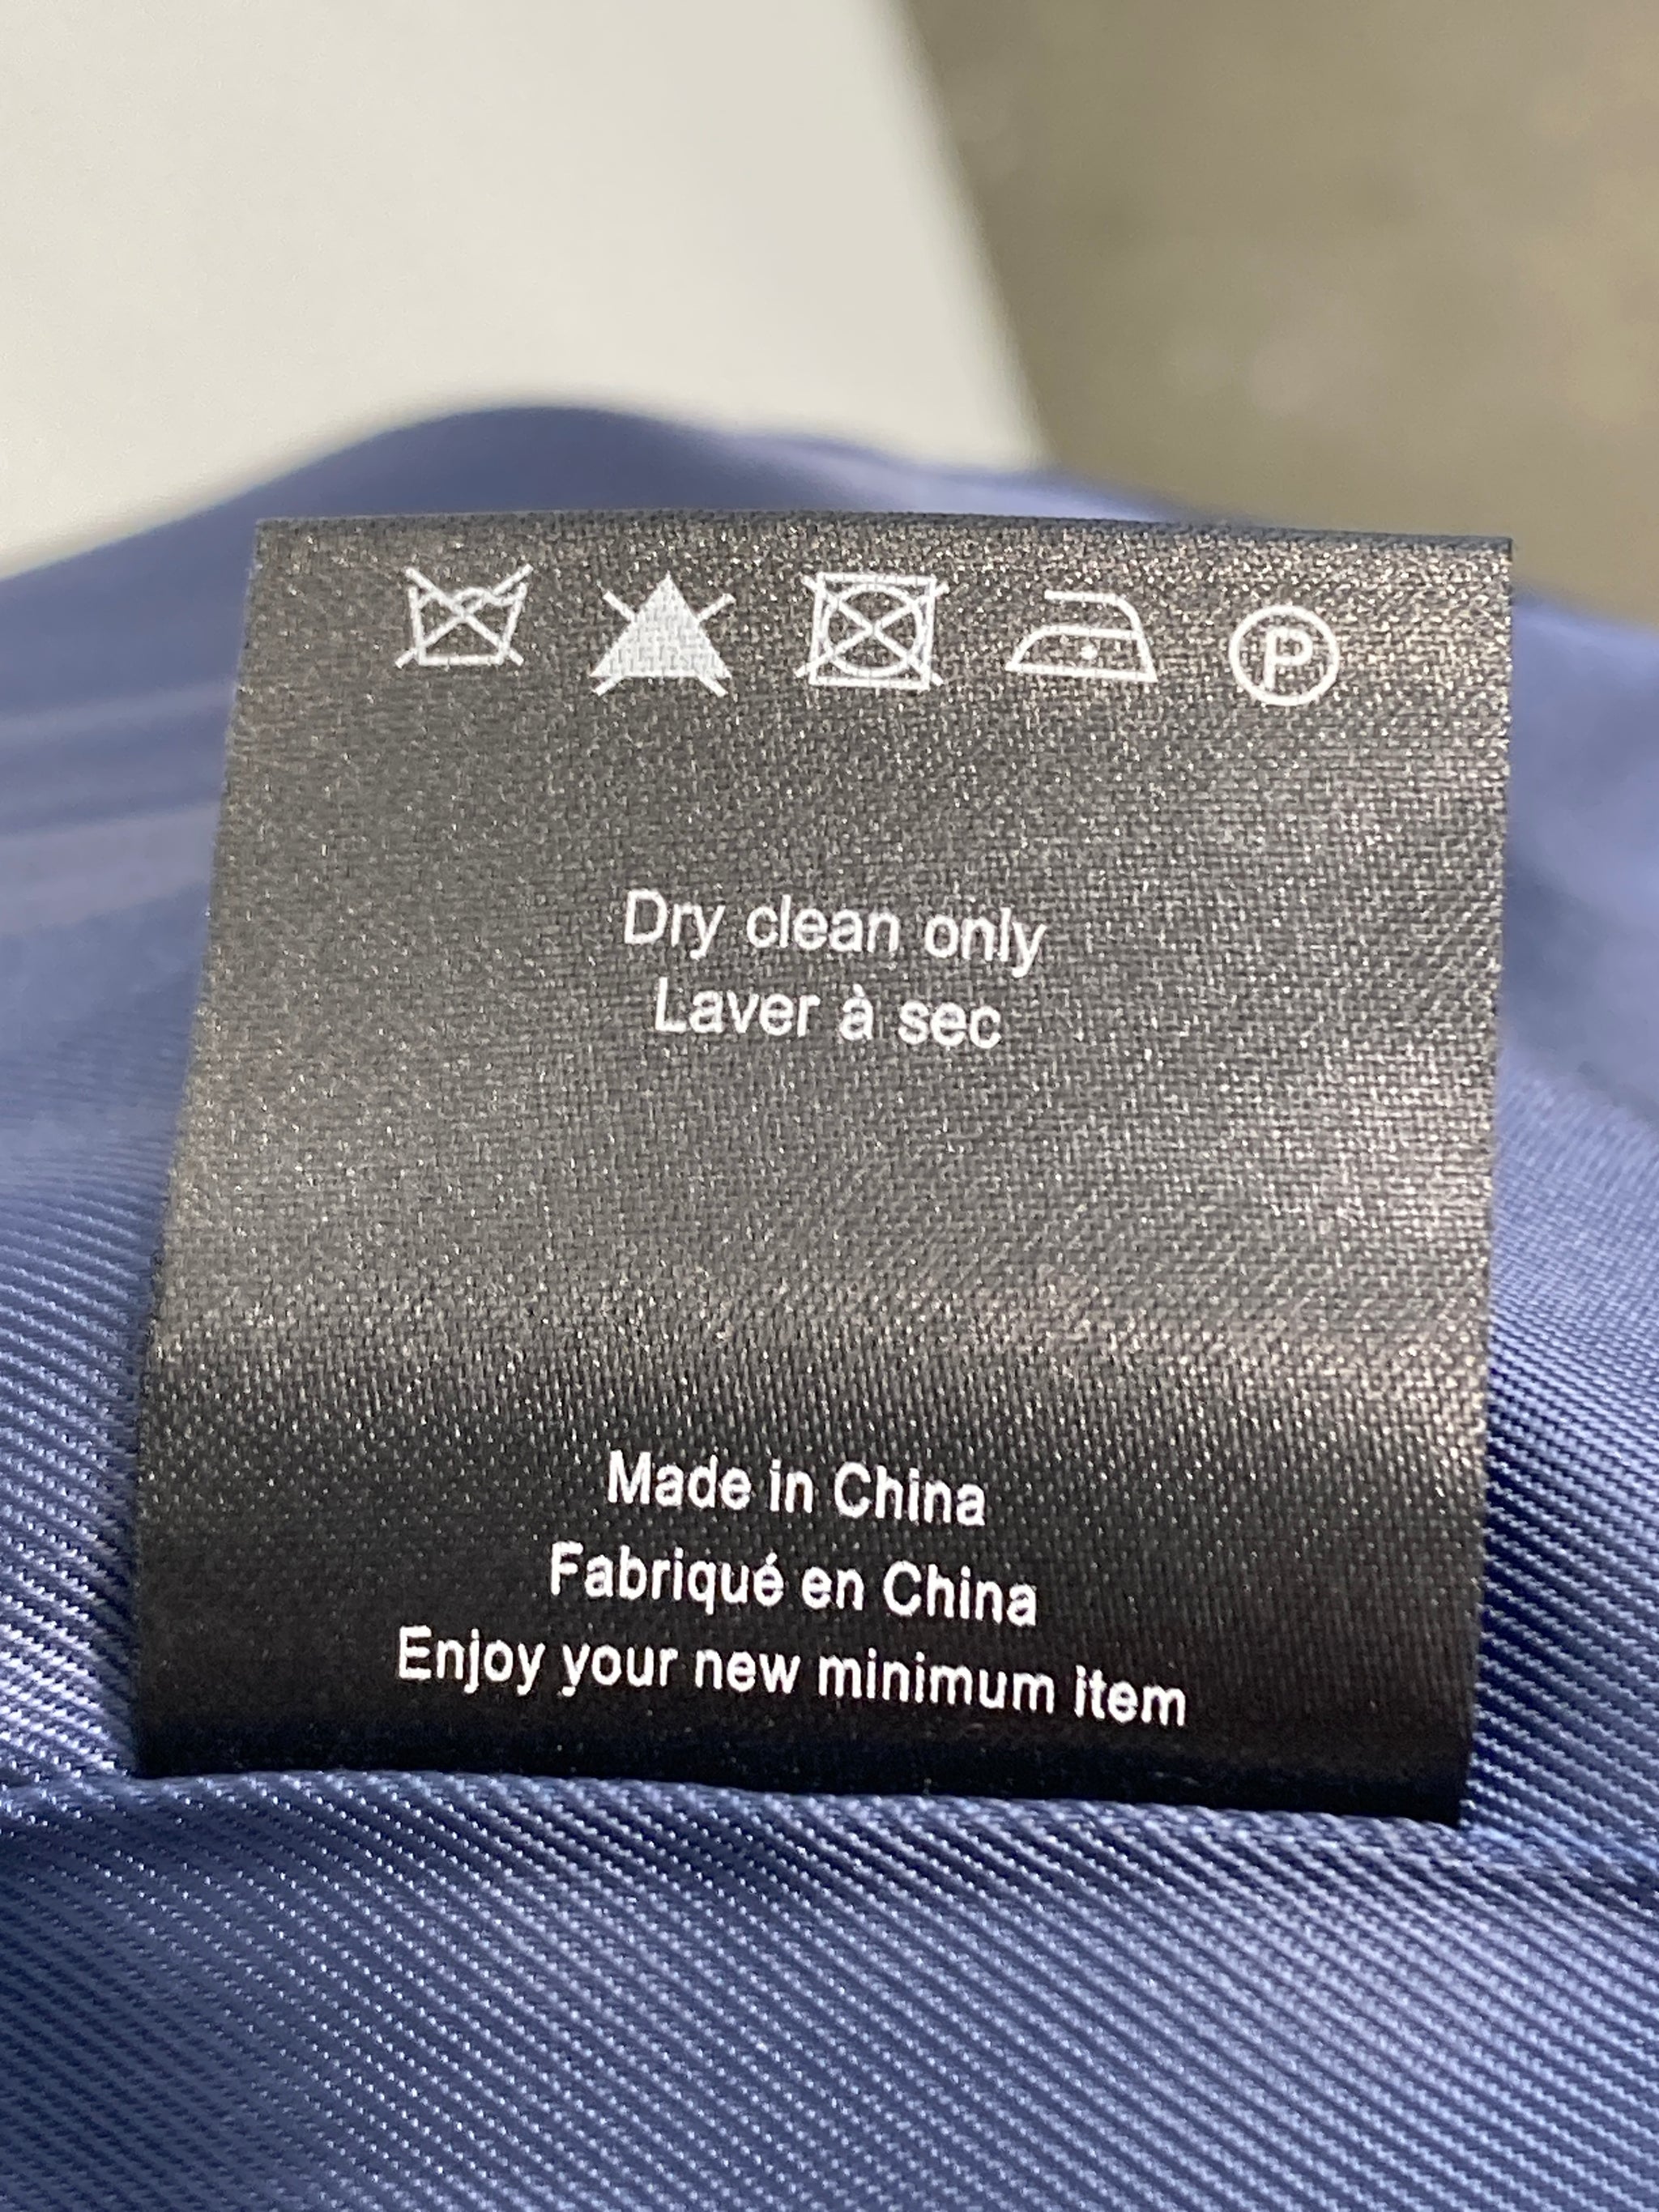 P
Dry clean only
Laver à sec
Made in China
Fabriqué en China
Enjoy your new minimum item